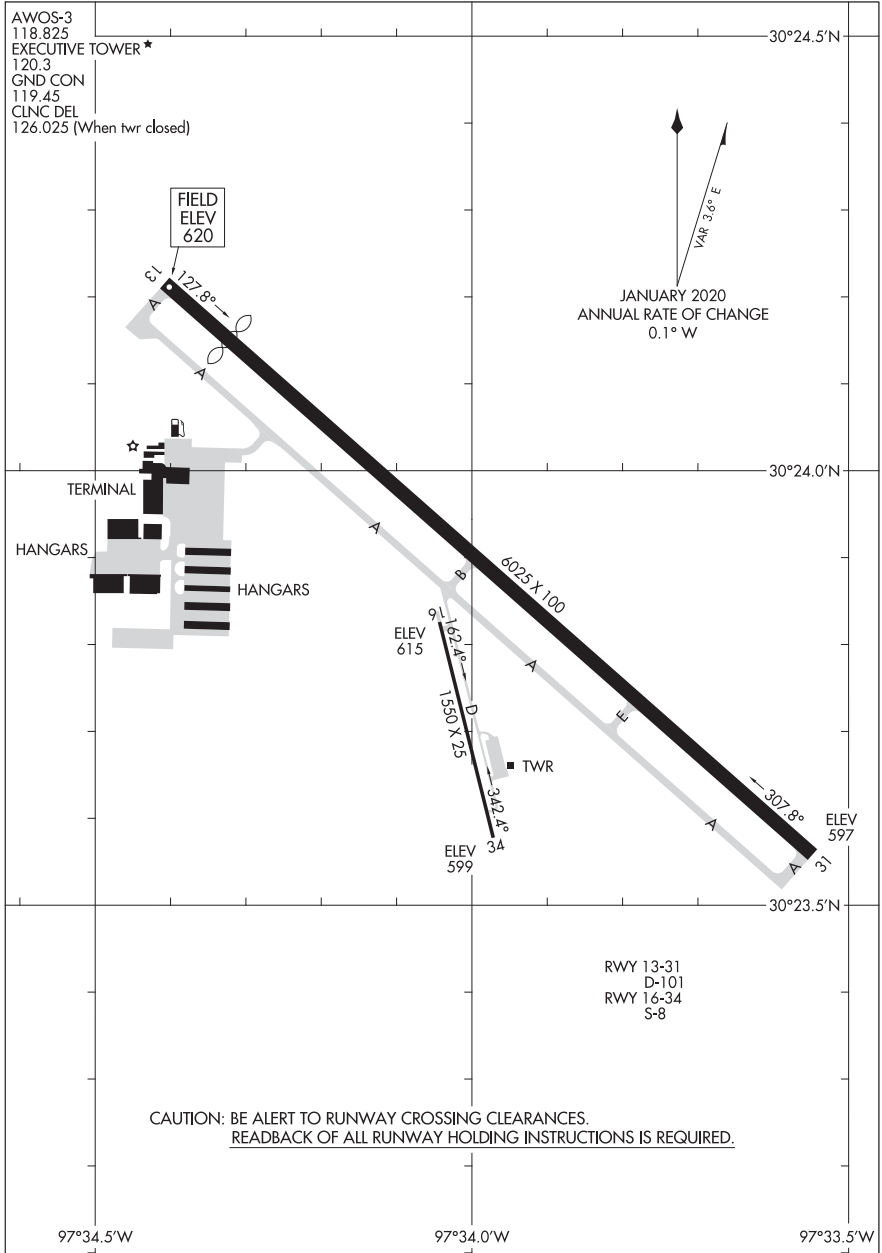 AWOS-3
118.825
EXECUTIVE TOWER★
120.3
GND CON
119.45
CLNC DEL
126.025 (When twr closed)
30°24.5'N
VAR 3.6° E
JANUARY 2020
ANNUAL RATE OF CHANGE
0.1° W
FIELD
ELEV
620
13
127.8°
A
A
TERMINAL
30°24.0'N
HANGARS
HANGARS
A
B
6025 X 100
16
ELEV
615
162.4°
A
D
1550 X 25
E
TWR
342.4°
34
ELEV
599
A
307.8°
ELEV
597
A
31
30°23.5'N
RWY 13-31
D-101
RWY 16-34
S-8
CAUTION: BE ALERT TO RUNWAY CROSSING CLEARANCES.
READBACK OF ALL RUNWAY HOLDING INSTRUCTIONS IS REQUIRED.
97°34.5'W
97°34.0'W
97°33.5'W